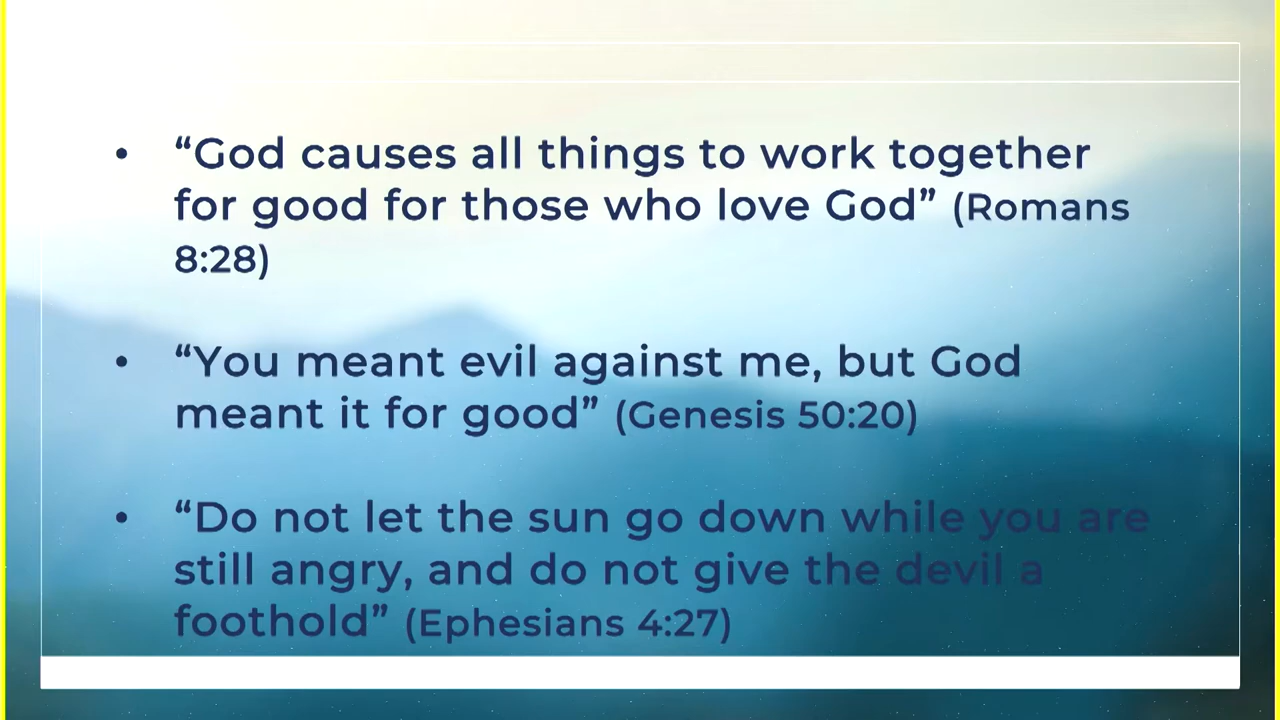 • “God causes all things to work together
for good for those who love God” (Romans
8:28)
• “You meant evil against me, but God
meant it for good” (Genesis 50:20)
• “Do not let the sun go down while you are
still angry, and do not give the devil a
foothold” (Ephesians 4:27)